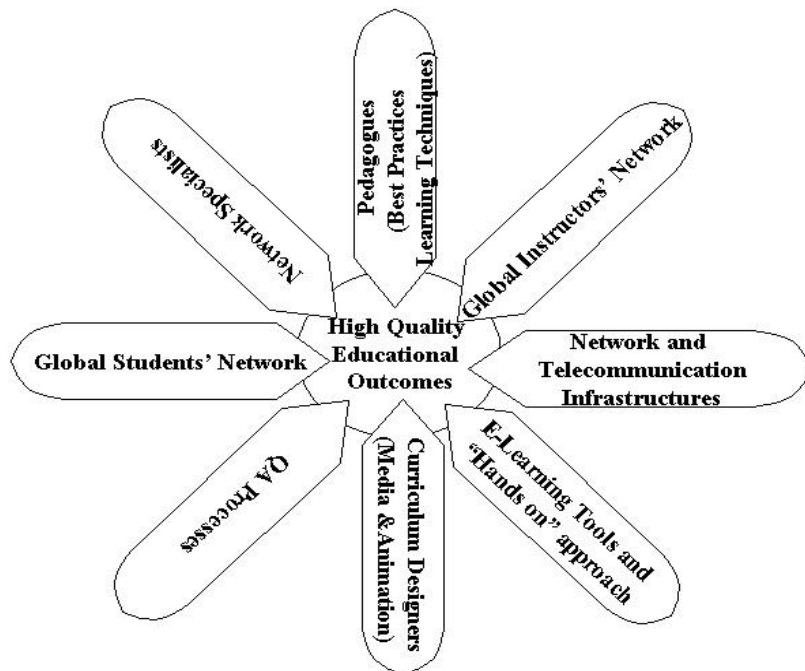 Pedagogues
(Best Practices
Learning Techniques)
Global Instructors’ Network
Network Specialists
High Quality
Educational
Outcomes
Global Students’ Network
Network and
Telecommunication
Infrastructures
QA Processes
Curriculum Designers
(Media &Animation)
E-Learning Tools and
“Hands on” approach